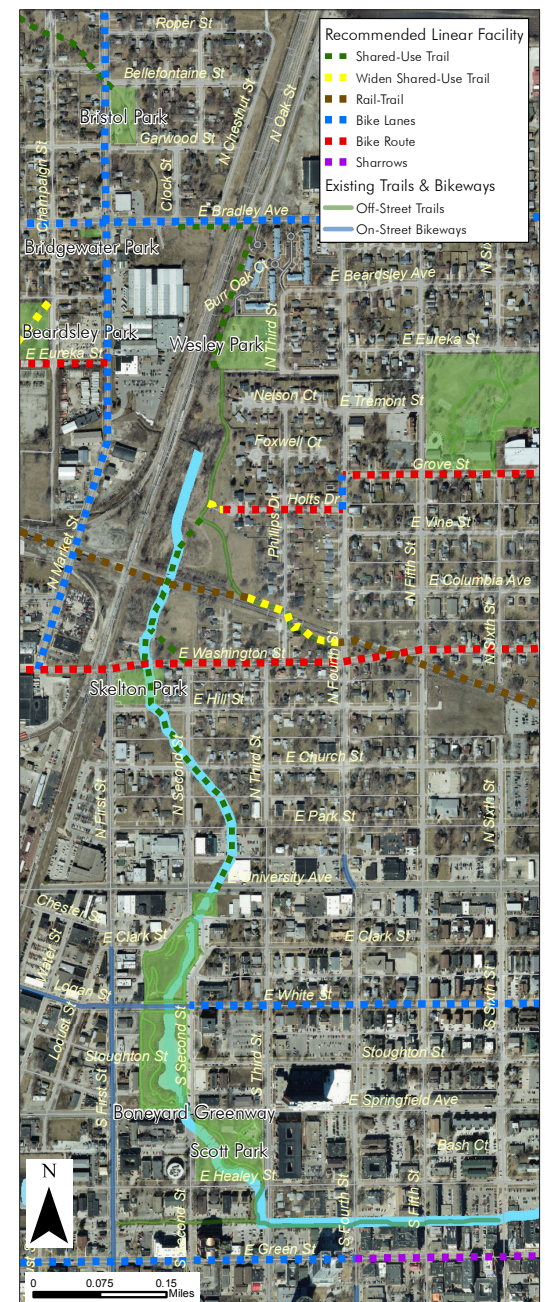 Roper St
Recommended Linear Facility
Shared-Use Trail
Widen Shared-Use Trail
Rail-Trail
Bike Lanes
Bike Route
Sharrows
Existing Trails & Bikeways
Off-Street Trails
On-Street Bikeways
Bellefontaine St
N Chestnut St
N Oak St
Bristol Park
Garwood St
Champaign St
Clock St
E Bradley Ave
Bridgewater Park
N Six
Burr Oak Ct
E Beardsley Ave
Beardsley Park
Wesley Park
N Third St
E Eureka St
E Eureka St
Nelson Ct
E Tremont St
Foxwell Ct
Grove St
Holts Dr
Phillips Dr
E Vine St
N Market St
N Fifth St
E Columbia Ave
N Sixth St
E Washington St
N Fourth St
Skelton Park
E Hill St
N Second St
N Third St
E Church St
N First St
E Park St
N Sixth St
E University Ave
Chester St
E Clark St
E Clark St
Water St
Logan St
E White St
S Sixth St
Locust St
S Second St
Stoughton St
Stoughton St
S Third St
S First St
E Springfield Ave
Boneyard Greenway
Scott Park
Bash Ct
E Healey St
S Second St
S Fourth St
S Fifth St
E Green St
N
0 0.075 0.15
Miles